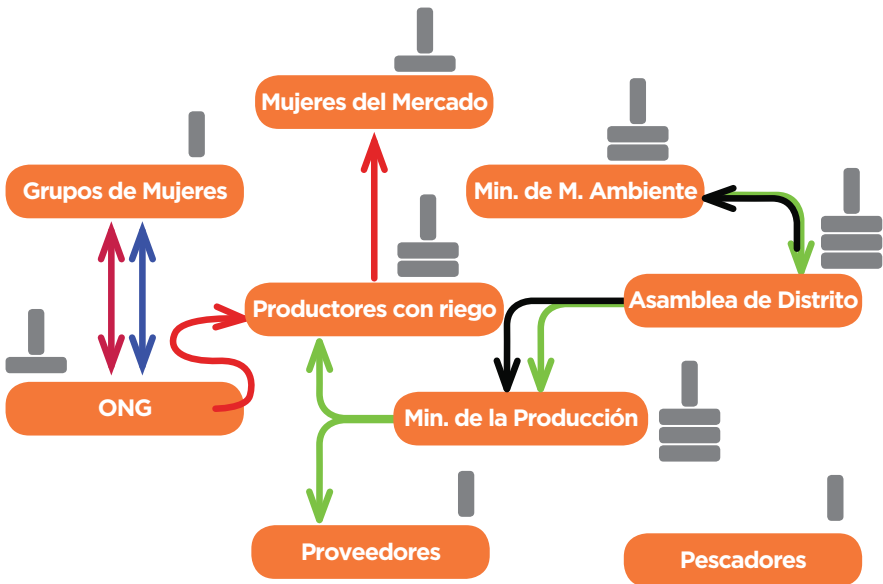 Mujeres del Mercado
Grupos de Mujeres
Min. de M. Ambiente
Productores con riego
Asamblea de Distrito
ONG
Min. de la Producción
Proveedores
Pescadores